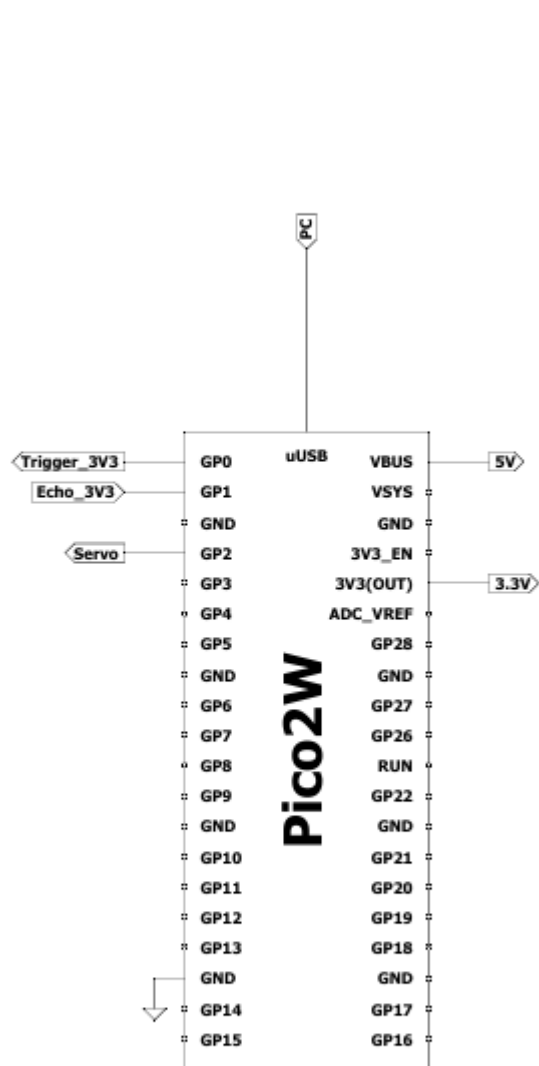 PC
uUSB
Trigger_3V3 GP0 VBUS 5V
Echo_3V3 GP1 VSYS
GND GND
Servo GP2 3V3_EN
GP3 3V3(OUT) 3.3V
GP4 ADC_VREF
GP5 GP28
GND GND
GP6 GP27
GP7 GP26
GP8 RUN
GP9 GP22
GND GND
GP10 GP21
GP11 GP20
GP12 GP19
GP13 GP18
GND GND
GP14 GP17
GP15 GP16
Pico2W